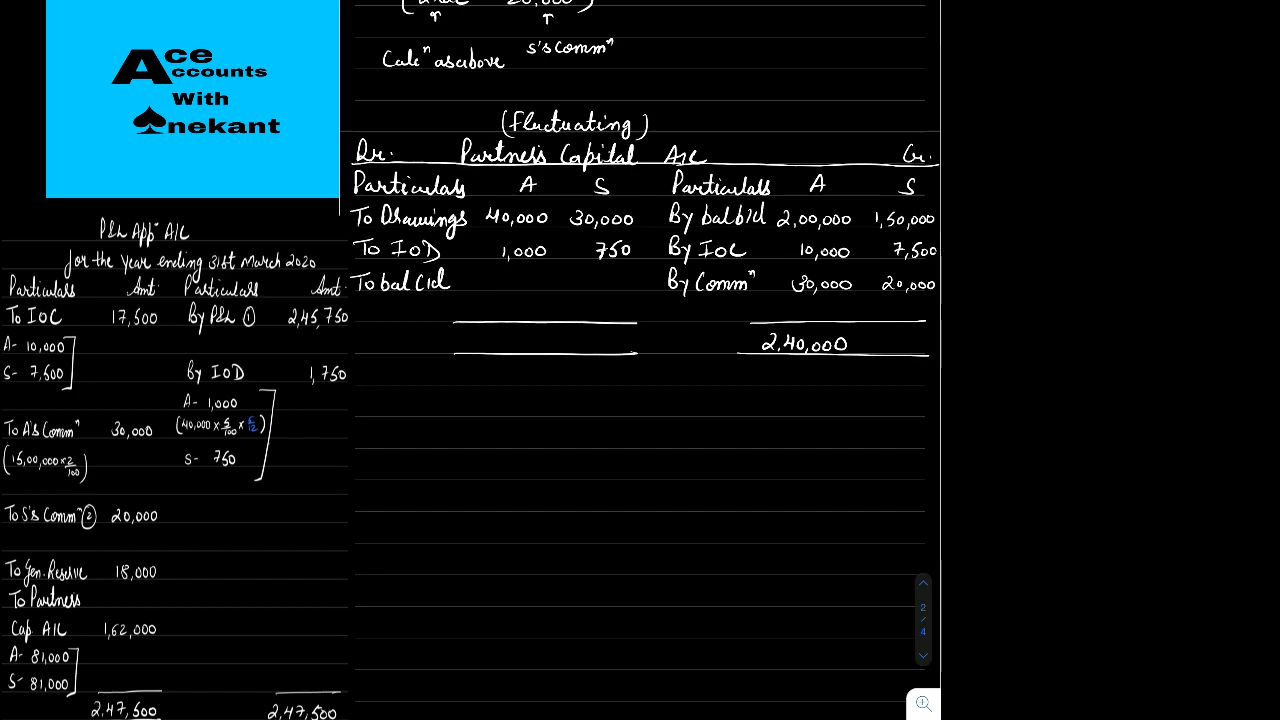 Ace
Accounts
With
Anekant
P&L App^n A/C
for the Year ending 31st March 2020
Particulars Amt. Particulars Amt.
To IoC 17,500 By P&L ① 2,45,750
A- 10,000
S- 7,500 By IoD 1,750
A- 1,000
To A's Comm^n 30,000 (40,000 × 5/100 × 6/12)
(15,00,000 × 2/100) S- 750
To S's Comm^n ② 20,000
To Gen. Reserve 18,000
To Partners
Cap A/C 1,62,000
A- 81,000
S- 81,000
2,47,500 2,47,500
20,000)
Calc^n as above S's Comm^n
(Fluctuating)
Dr. Partners Capital A/C Cr.
Particulars A S Particulars A S
To Drawings 40,000 30,000 By bal b/d 2,00,000 1,50,000
To IoD 1,000 750 By IoC 10,000 7,500
To bal C/d By Comm^n 30,000 20,000
2,40,000
2
4